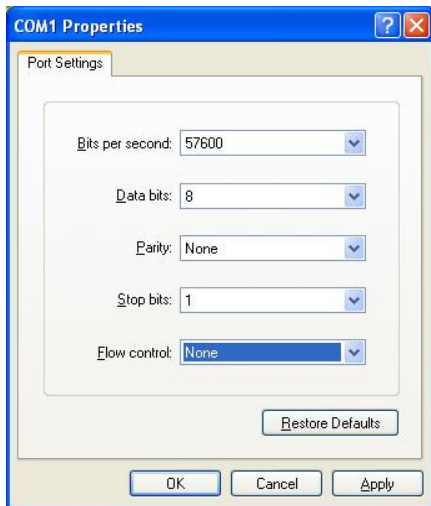 COM1 Properties
Port Settings
Bits per second: 57600
Data bits: 8
Parity: None
Stop bits: 1
Flow control: None
Restore Defaults
OK Cancel Apply